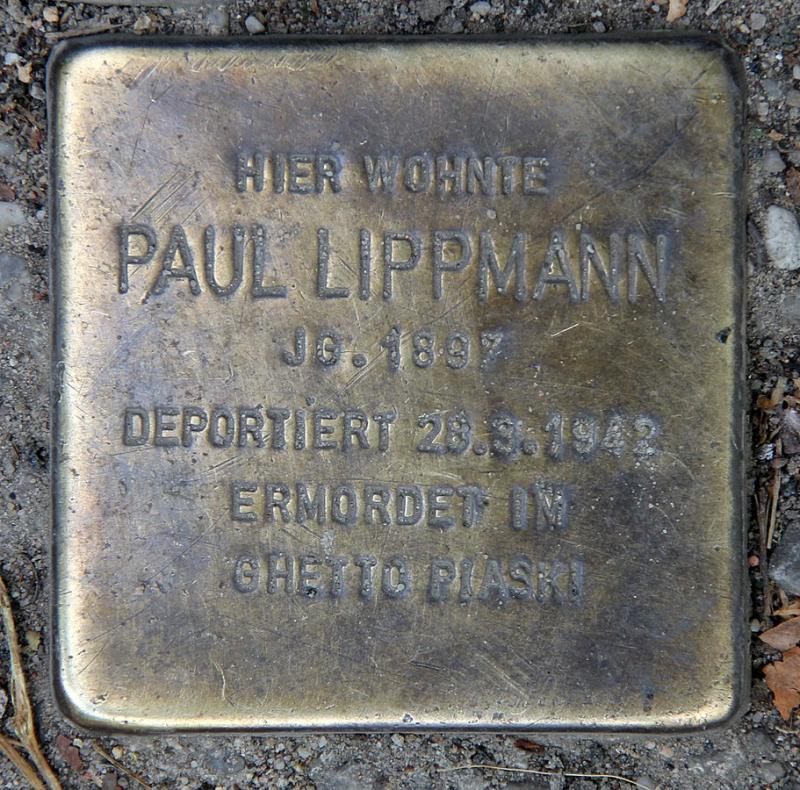 HIER WOHNTE
PAUL LIPPMANN
JG. 1897
DEPORTIERT 28.3.1942
ERMORDET IM
GHETTO PIASKI